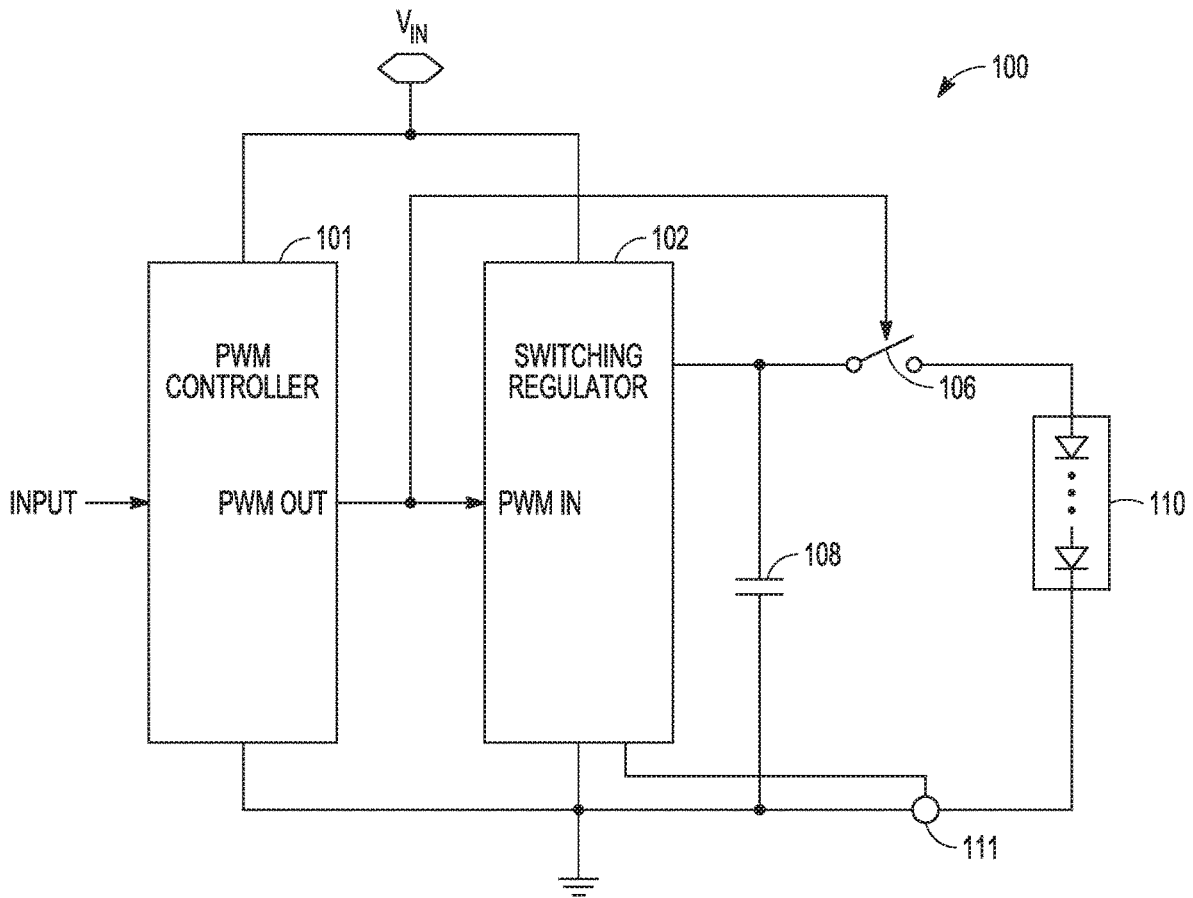 V_IN
100
101
102
PWM
CONTROLLER
SWITCHING
REGULATOR
106
INPUT
PWM OUT
PWM IN
110
108
111